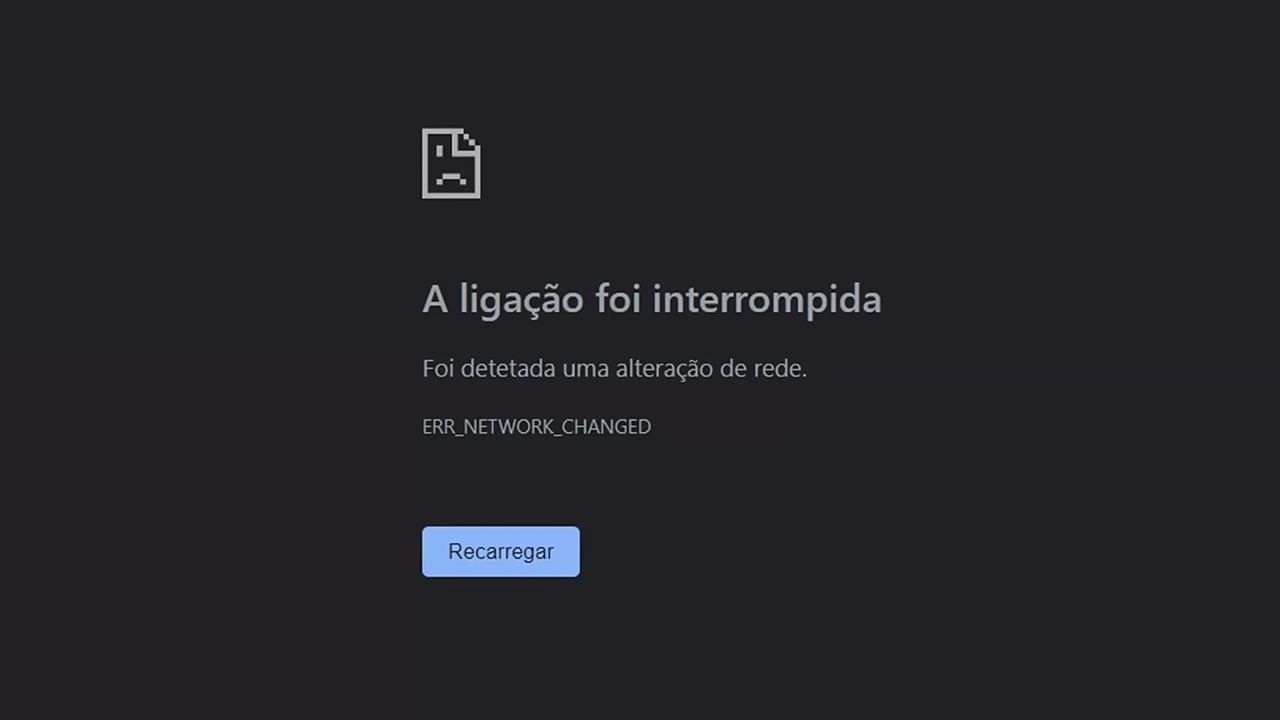 A ligação foi interrompida
Foi detetada uma alteração de rede.
ERR_NETWORK_CHANGED
Recarregar